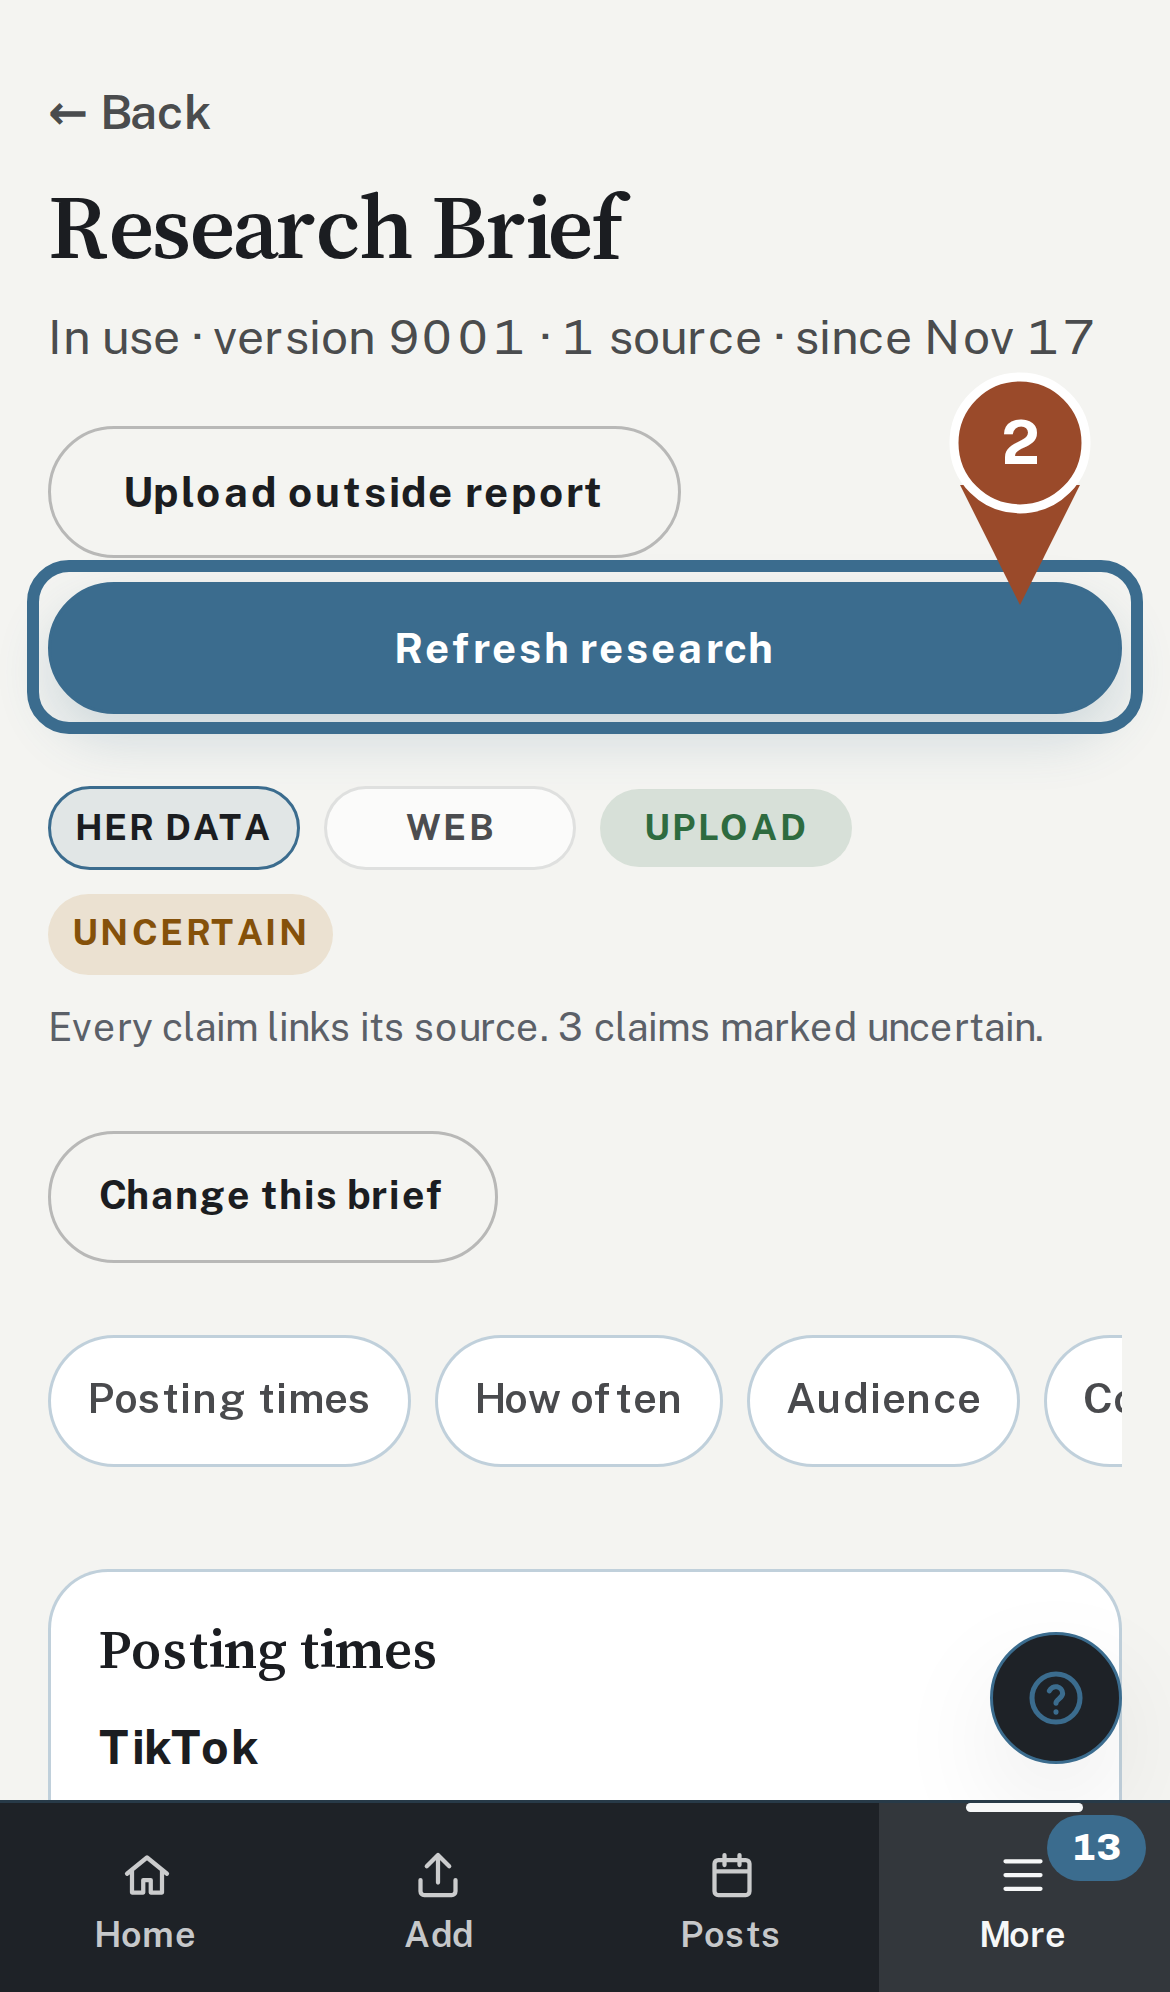 ← Back
Research Brief
In use · version 9001 · 1 source · since Nov 17
2
Upload outside report
Refresh research
HER DATA
WEB
UPLOAD
UNCERTAIN
Every claim links its source. 3 claims marked uncertain.
Change this brief
Posting times
How often
Audience
Posting times
TikTok
13
Home
Add
Posts
More